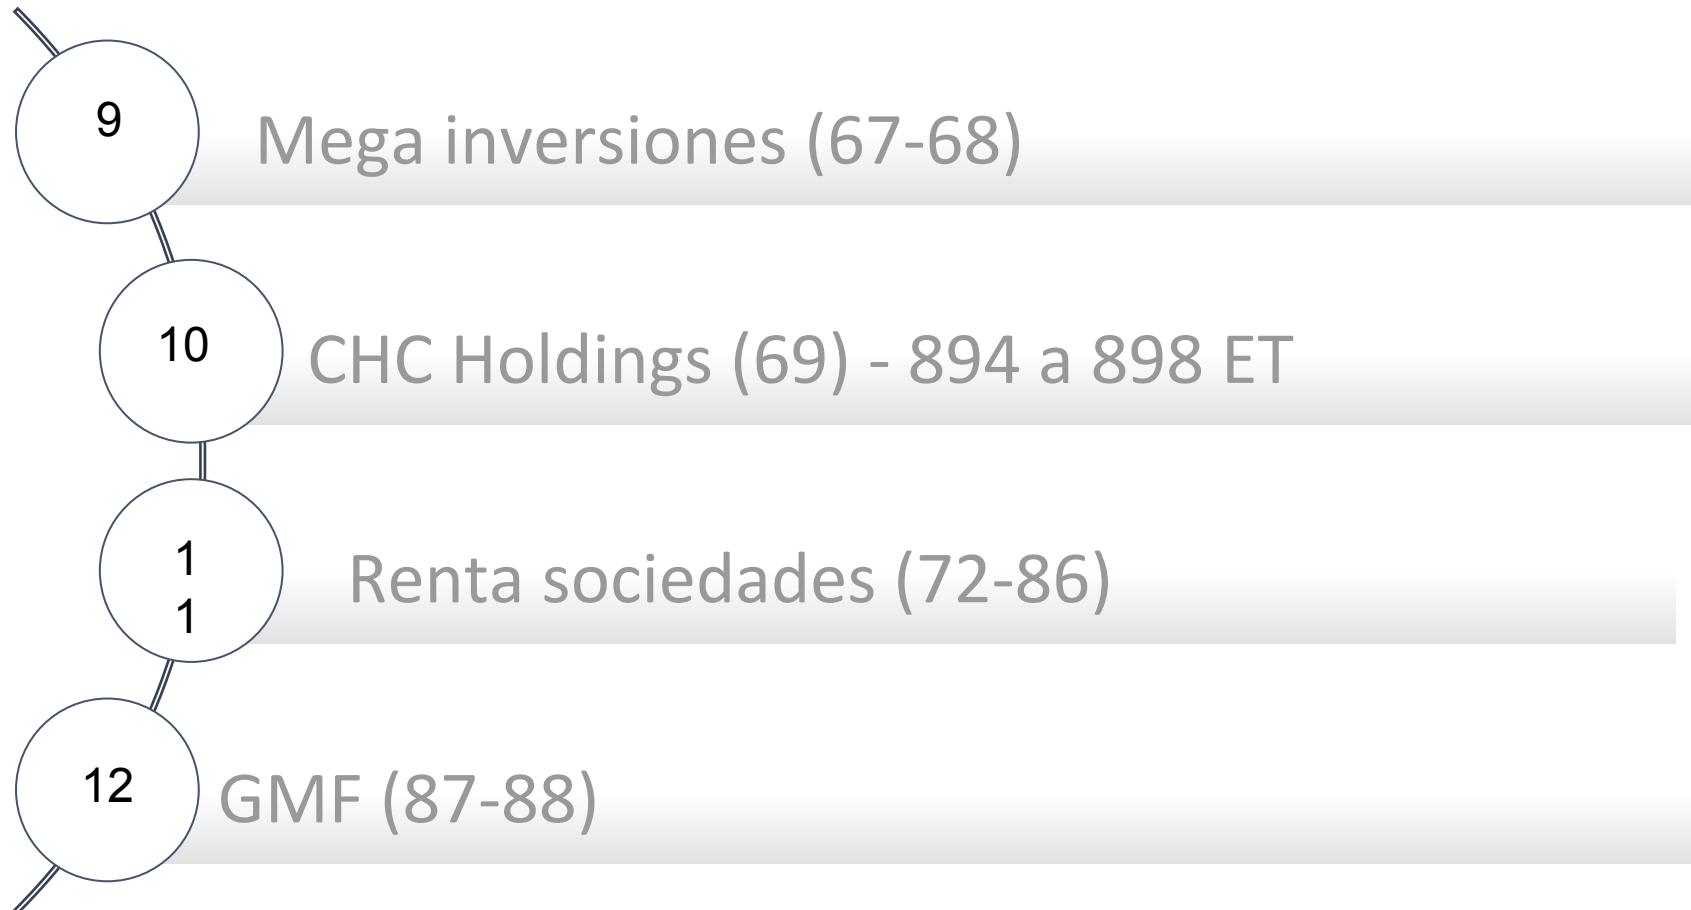 9
Mega inversiones (67-68)
10
CHC Holdings (69) - 894 a 898 ET
1
1
Renta sociedades (72-86)
12
GMF (87-88)